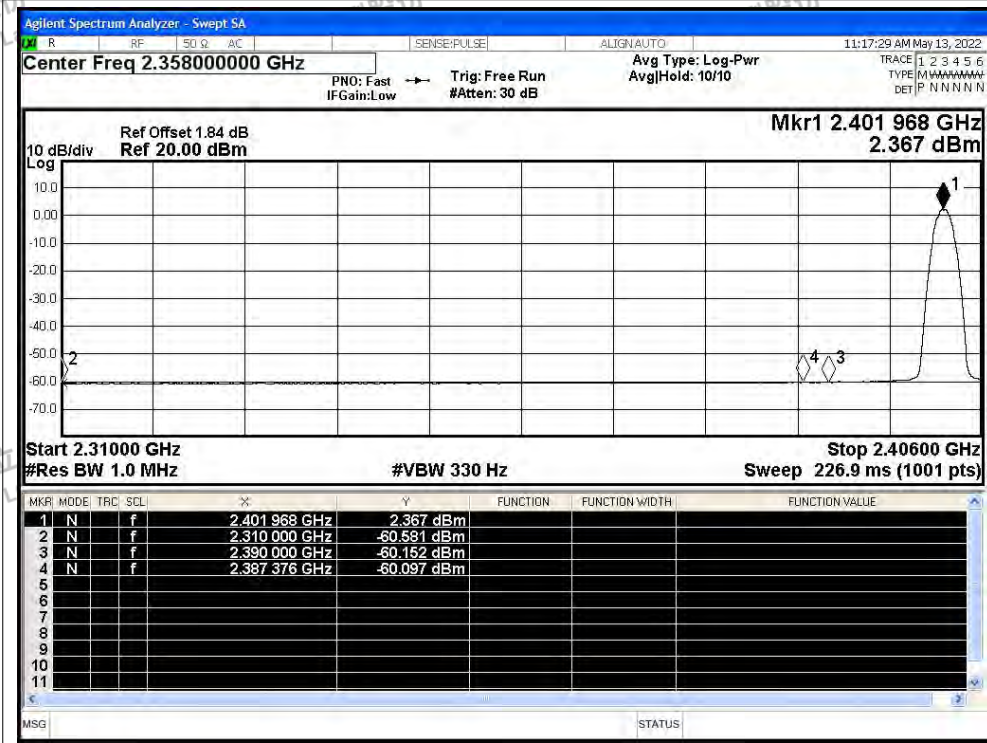 Agilent Spectrum Analyzer - Swept SA
R RF 50 Ω AC SENSE:PULSE ALIGN AUTO 11:17:29 AM May 13, 2022
Center Freq 2.358000000 GHz
PNO: Fast
IFGain:Low
Trig: Free Run
#Atten: 30 dB
Avg Type: Log-Pwr
Avg|Hold: 10/10
TRACE 1 2 3 4 5 6
TYPE M
DET P N N N N N
Mkr1 2.401 968 GHz
2.367 dBm
Ref Offset 1.84 dB
10 dB/div Ref 20.00 dBm
Log
10.0
0.00
-10.0
-20.0
-30.0
-40.0
-50.0
-60.0
-70.0
1
2
4 3
Start 2.31000 GHz Stop 2.40600 GHz
#Res BW 1.0 MHz #VBW 330 Hz Sweep 226.9 ms (1001 pts)
MKR MODE TRC SCL X Y FUNCTION FUNCTION WIDTH FUNCTION VALUE
1 N f 2.401 968 GHz 2.367 dBm
2 N f 2.310 000 GHz -60.581 dBm
3 N f 2.390 000 GHz -60.152 dBm
4 N f 2.387 376 GHz -60.097 dBm
5
6
7
8
9
10
11
MSG STATUS